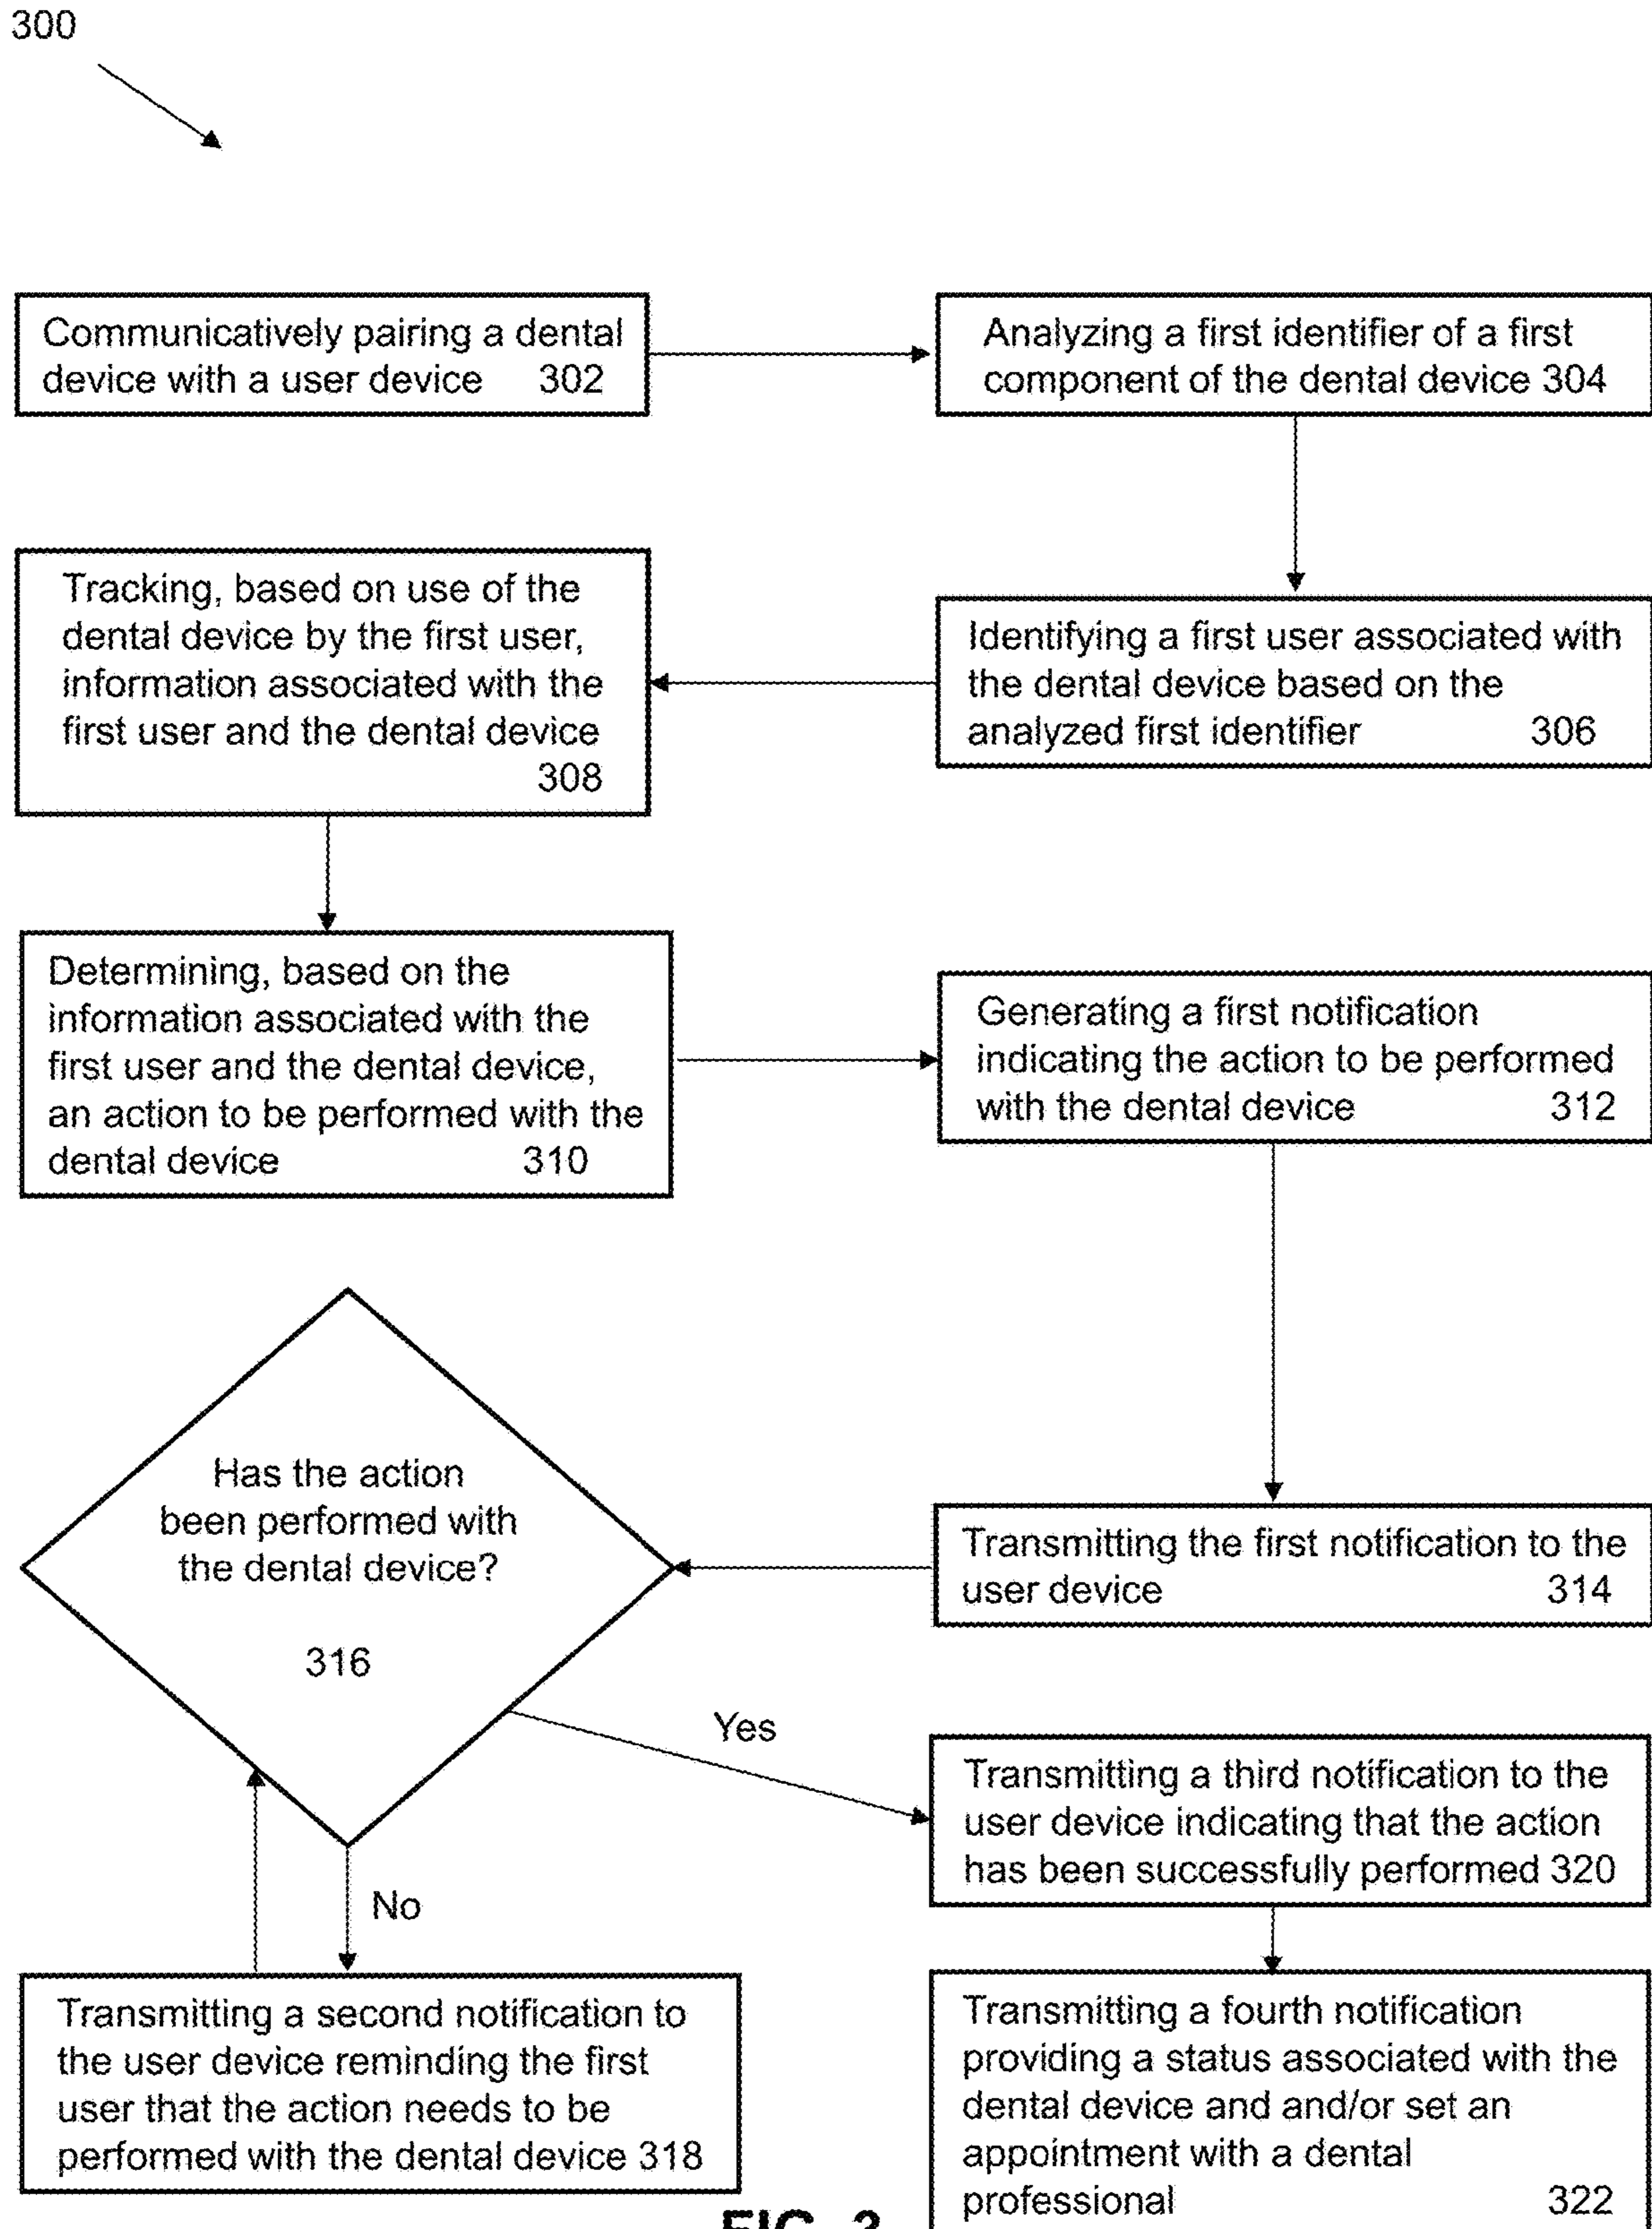 300
Communicatively pairing a dental
device with a user device 302
Analyzing a first identifier of a first
component of the dental device 304
Identifying a first user associated with
the dental device based on the
analyzed first identifier 306
Tracking, based on use of the
dental device by the first user,
information associated with the
first user and the dental device
308
Determining, based on the
information associated with the
first user and the dental device,
an action to be performed with the
dental device 310
Generating a first notification
indicating the action to be performed
with the dental device 312
Transmitting the first notification to the
user device 314
Has the action
been performed with
the dental device?
316
Yes
No
Transmitting a second notification to
the user device reminding the first
user that the action needs to be
performed with the dental device 318
Transmitting a third notification to the
user device indicating that the action
has been successfully performed 320
Transmitting a fourth notification
providing a status associated with the
dental device and and/or set an
appointment with a dental
professional 322
FIG. 3